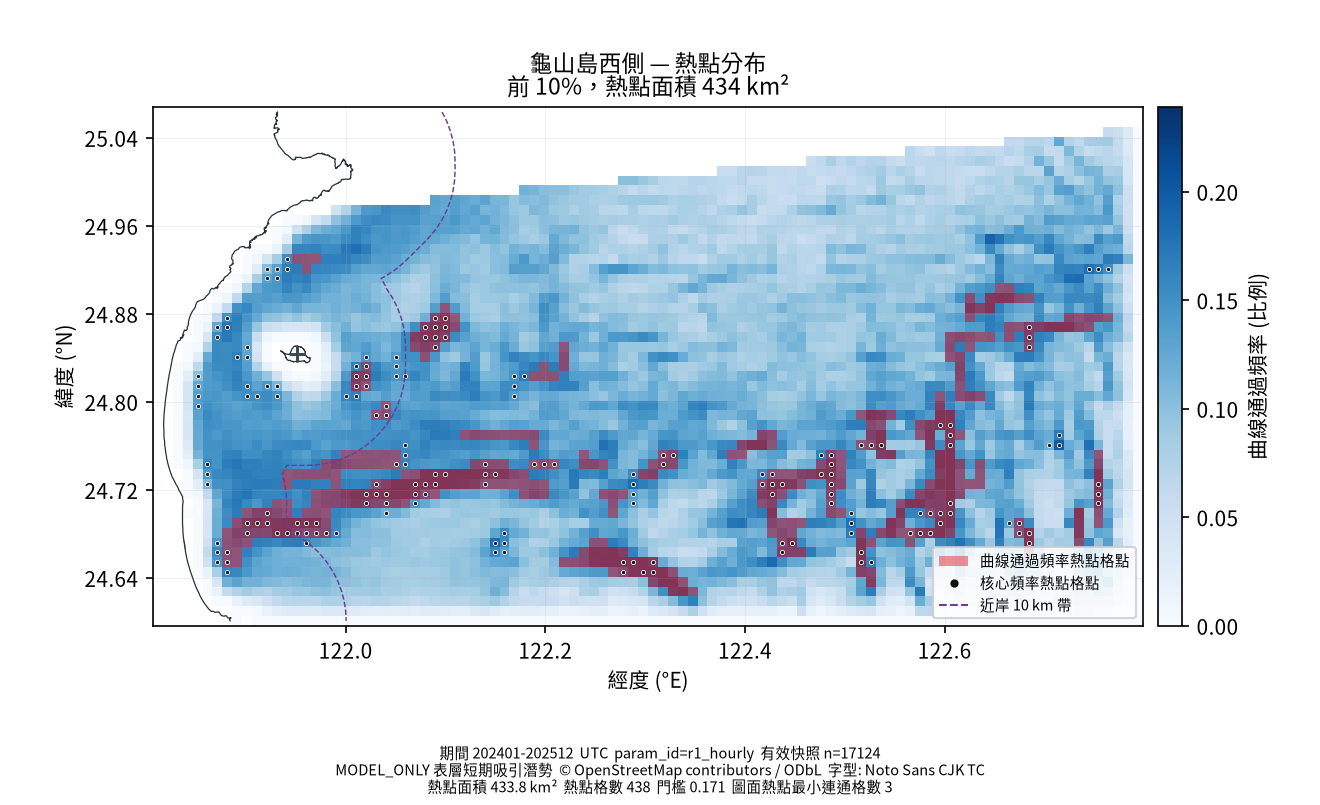 龜山島西側 — 熱點分布
前 10%，熱點面積 434 km²
25.04
24.96
24.88
24.80
24.72
24.64
緯度 (°N)
122.0
122.2
122.4
122.6
經度 (°E)
0.20
0.15
0.10
0.05
0.00
曲線通過頻率 (比例)
曲線通過頻率熱點格點
核心頻率熱點格點
近岸 10 km 帶
期間 202401-202512 UTC param_id=r1_hourly 有效快照 n=17124
MODEL_ONLY 表層短期吸引潛勢 © OpenStreetMap contributors / ODbL 字型: Noto Sans CJK TC
熱點面積 433.8 km² 熱點格數 438 門檻 0.171 圖面熱點最小連通格數 3